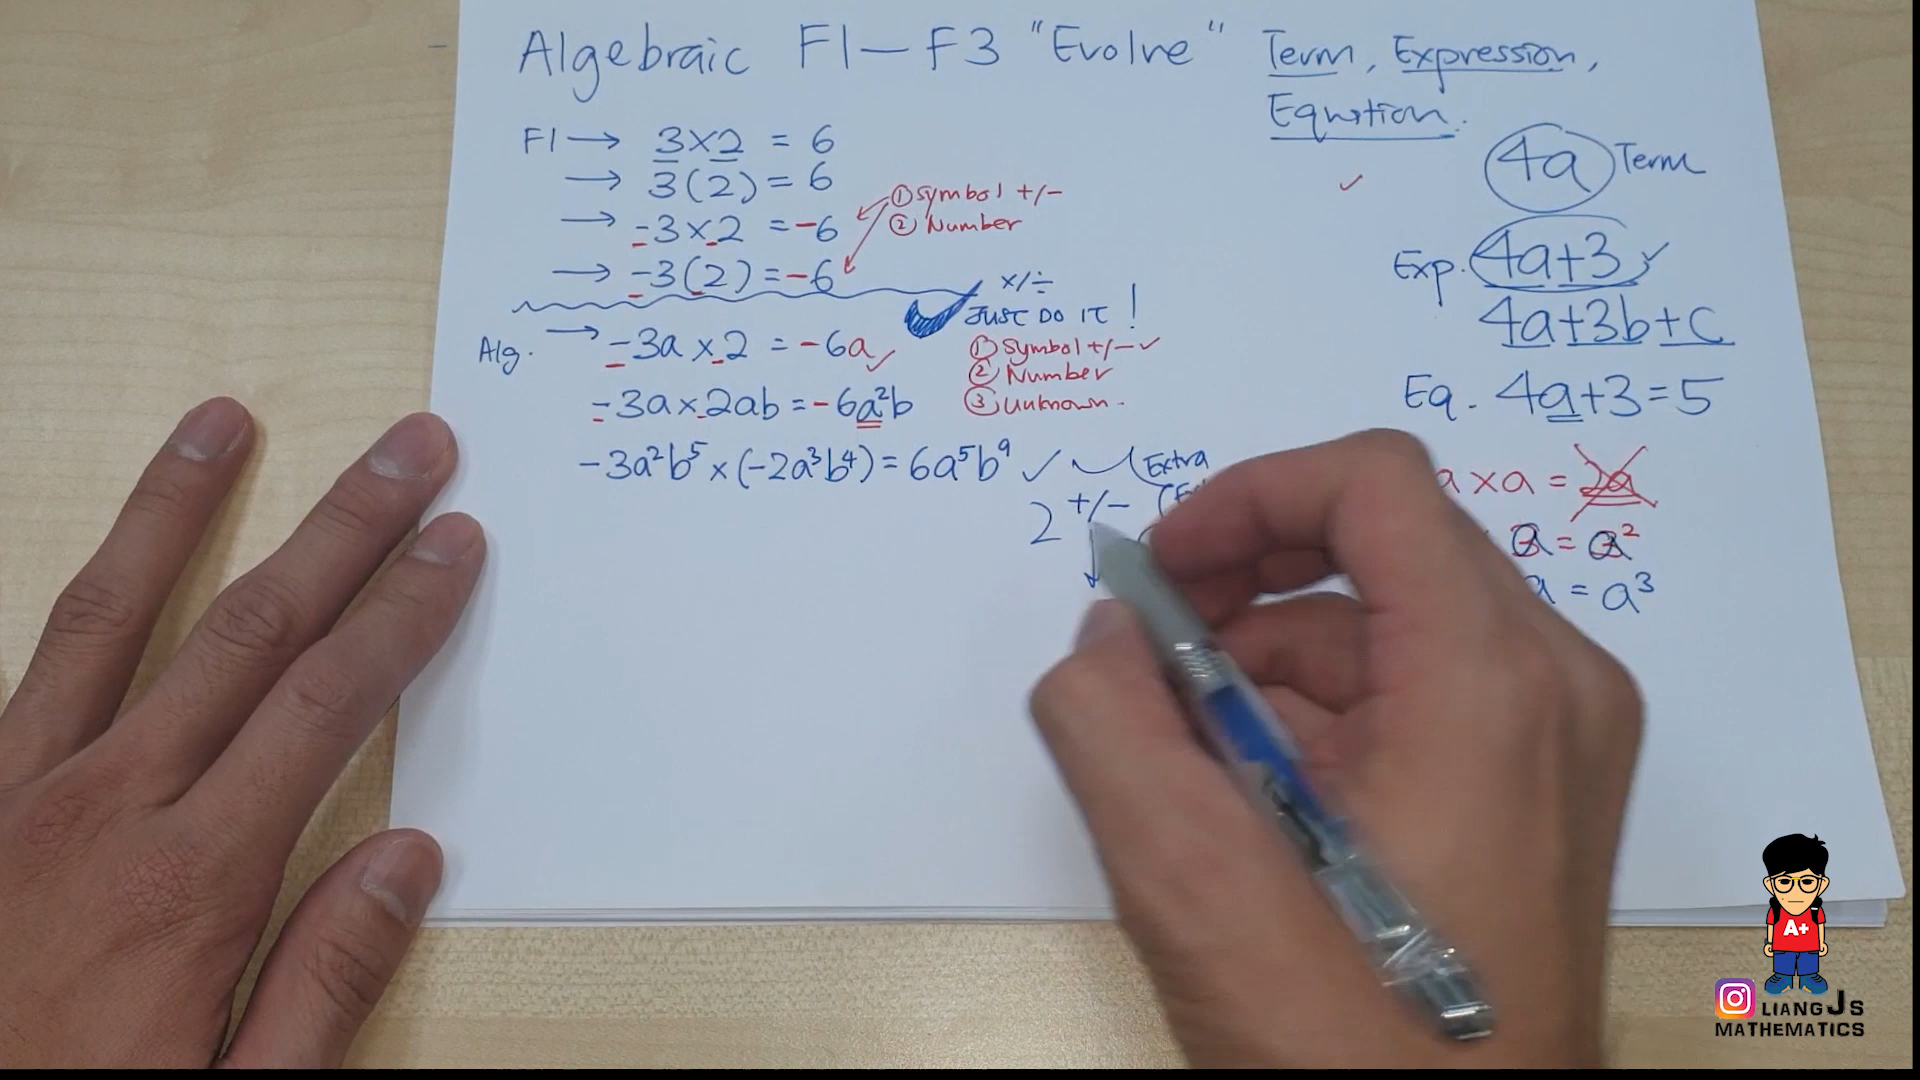 Algebraic F1—F3 "Evolve" Term, Expression,
Equation.
F1 → 3×2 = 6
→ 3(2) = 6
→ -3×2 = -6
→ -3(2) = -6
① Symbol +/-
② Number
×/÷
JUST DO IT !
① Symbol +/- ✓
② Number
③ Unknown.
Alg. → -3a × 2 = -6a ✓
-3a × 2ab = -6a²b
-3a²b⁵ × (-2a³b⁴) = 6a⁵b⁹ ✓
Extra
2 +/-
✓
4a Term
Exp. 4a+3 ✓
4a+3b+c
Eq. 4a+3=5
a × a = 2a
a = a²
a = a³
A+
LIANGJS
MATHEMATICS